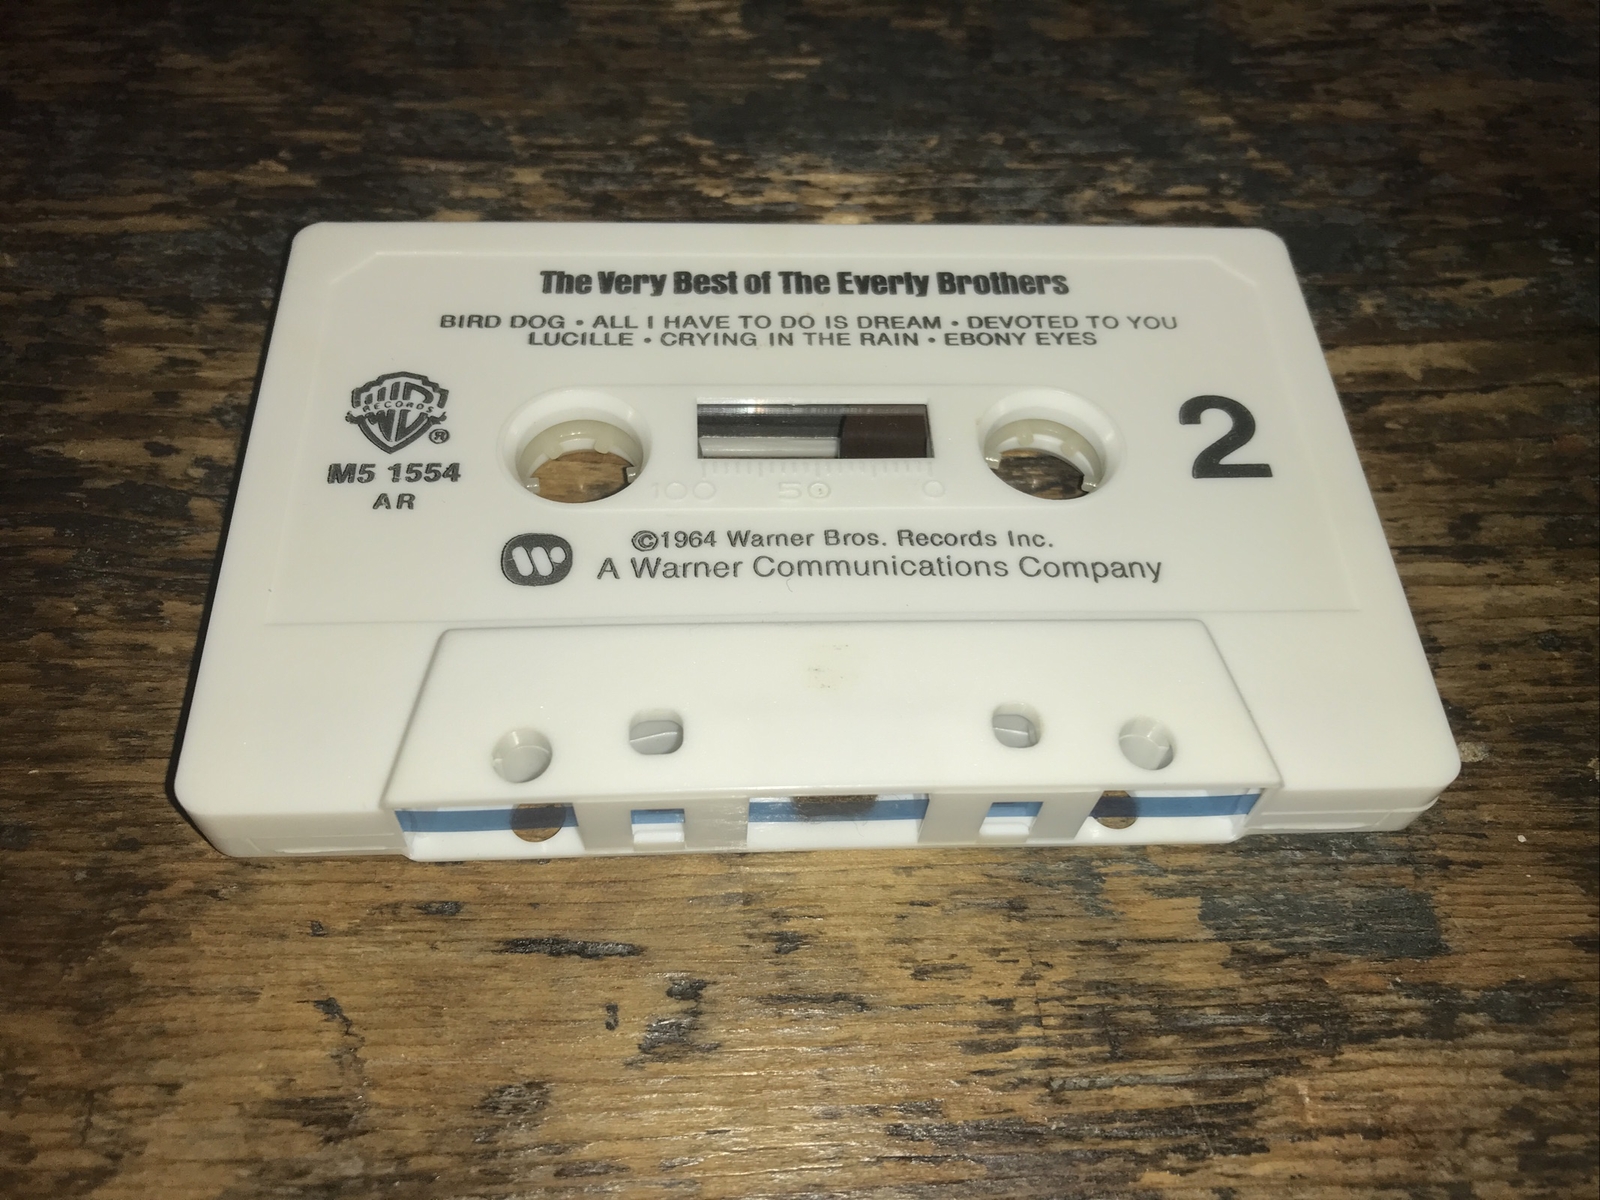 The Very Best of The Everly Brothers
BIRD DOG • ALL I HAVE TO DO IS DREAM • DEVOTED TO YOU
LUCILLE • CRYING IN THE RAIN • EBONY EYES
RECORDS
®
M5 1554
AR
2
100 50 0
©1964 Warner Bros. Records Inc.
A Warner Communications Company